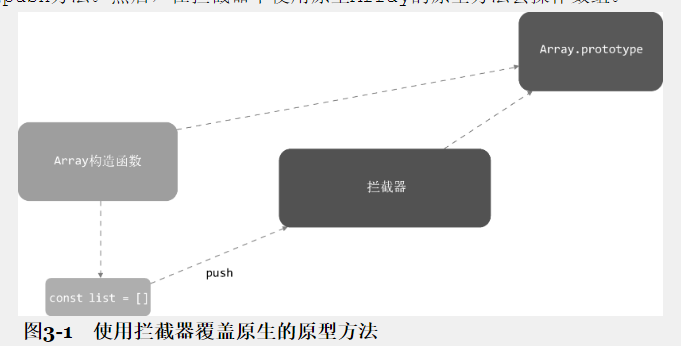 push方法。然后，在拦截器中使用原生Array的原型方法去操作数组。
Array.prototype
Array构造函数
拦截器
push
const list = []
图3-1 使用拦截器覆盖原生的原型方法